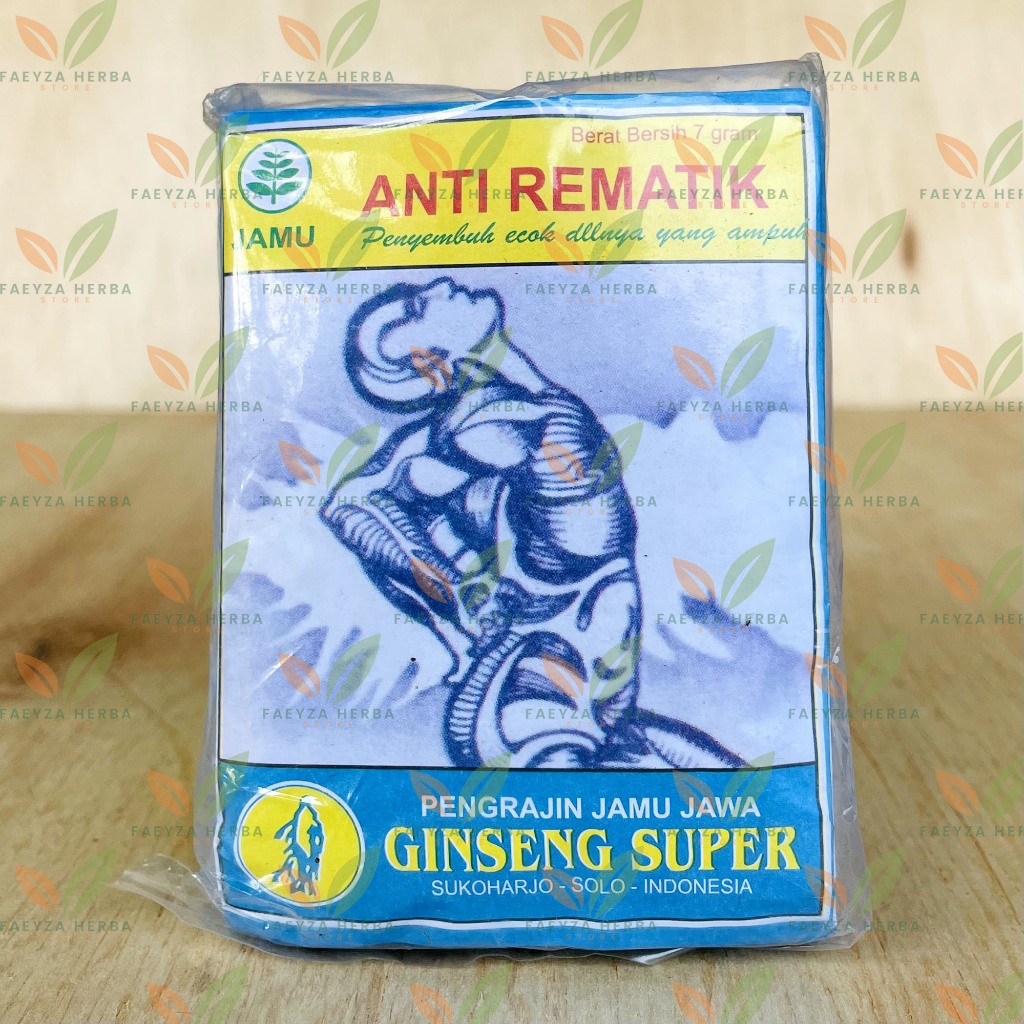 Berat Bersih 7 gram
ANTI REMATIK
JAMU
Penyembuh ecok dllnya yang ampuh
PENGRAJIN JAMU JAWA
GINSENG SUPER
SUKOHARJO - SOLO - INDONESIA
FAEYZA HERBA
STORE